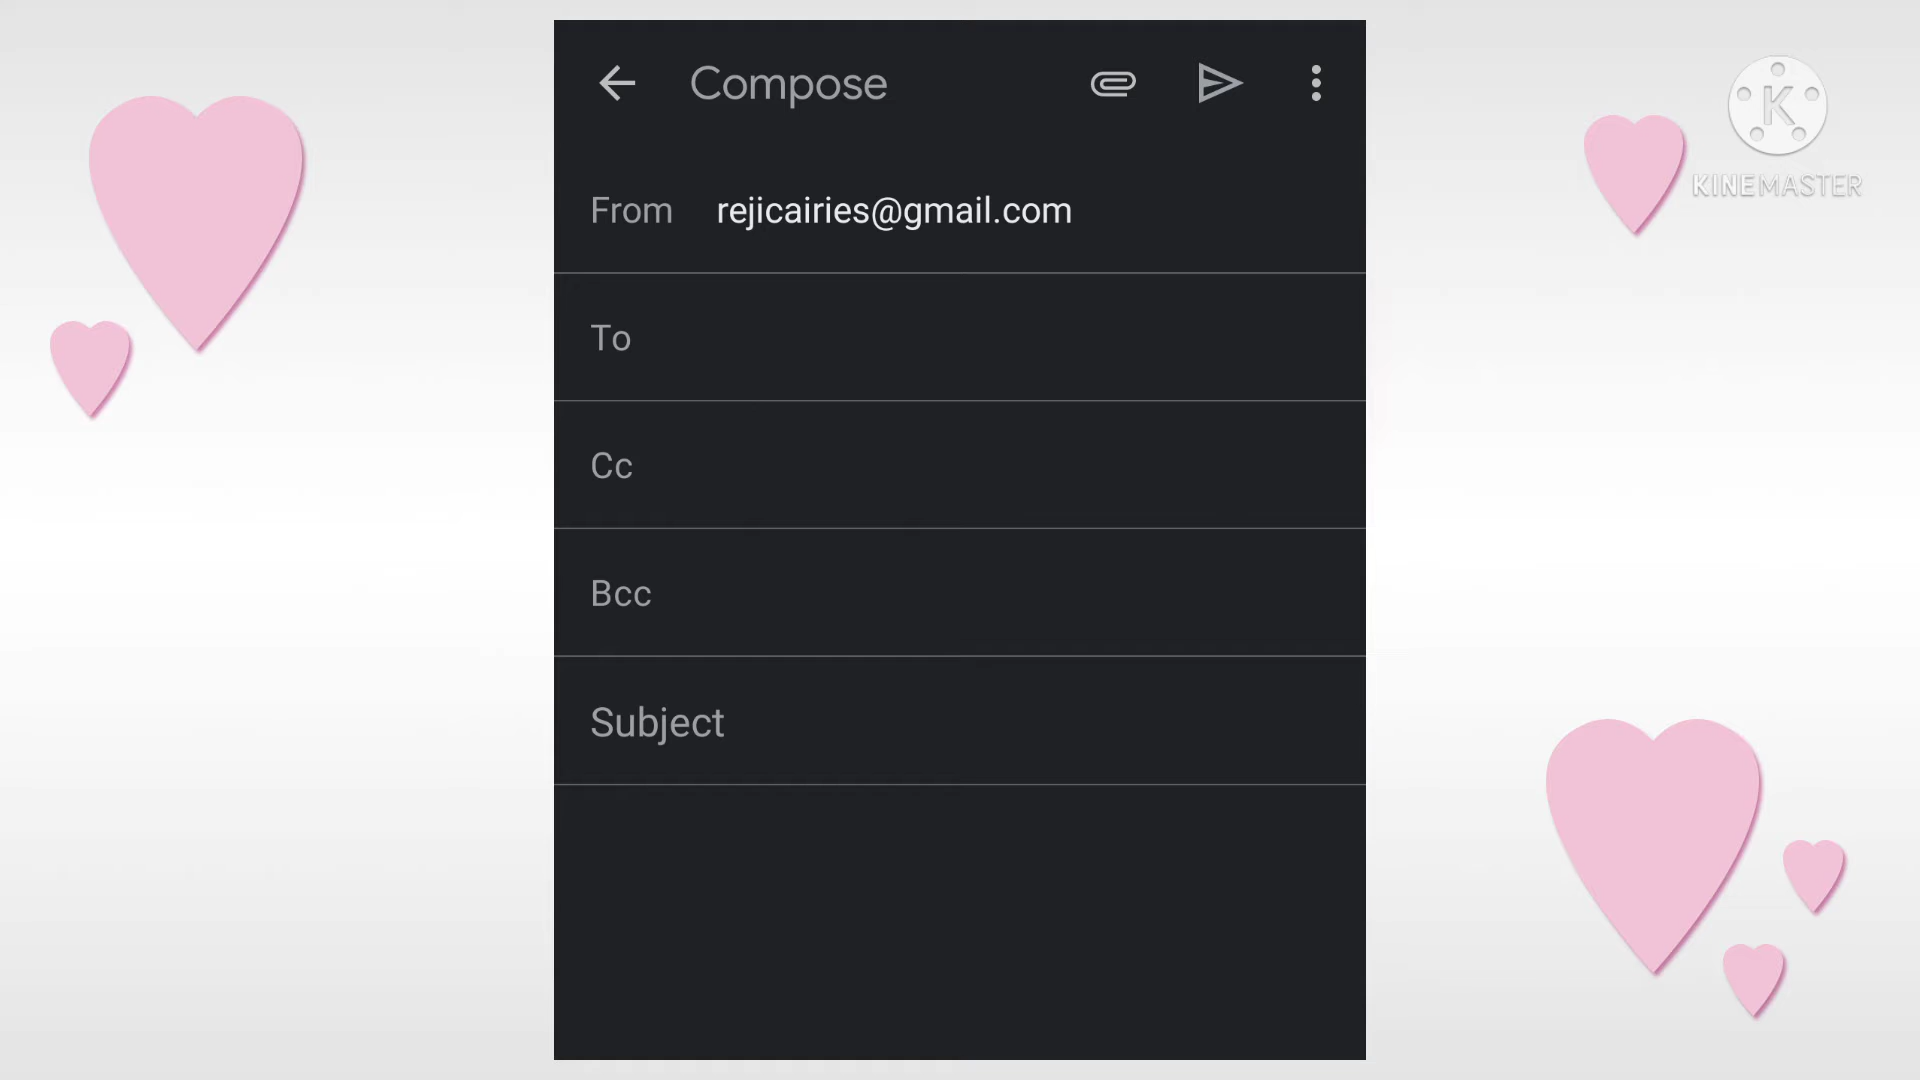 Compose
From rejicairies@gmail.com
To
Cc
Bcc
Subject
K
KINEMASTER